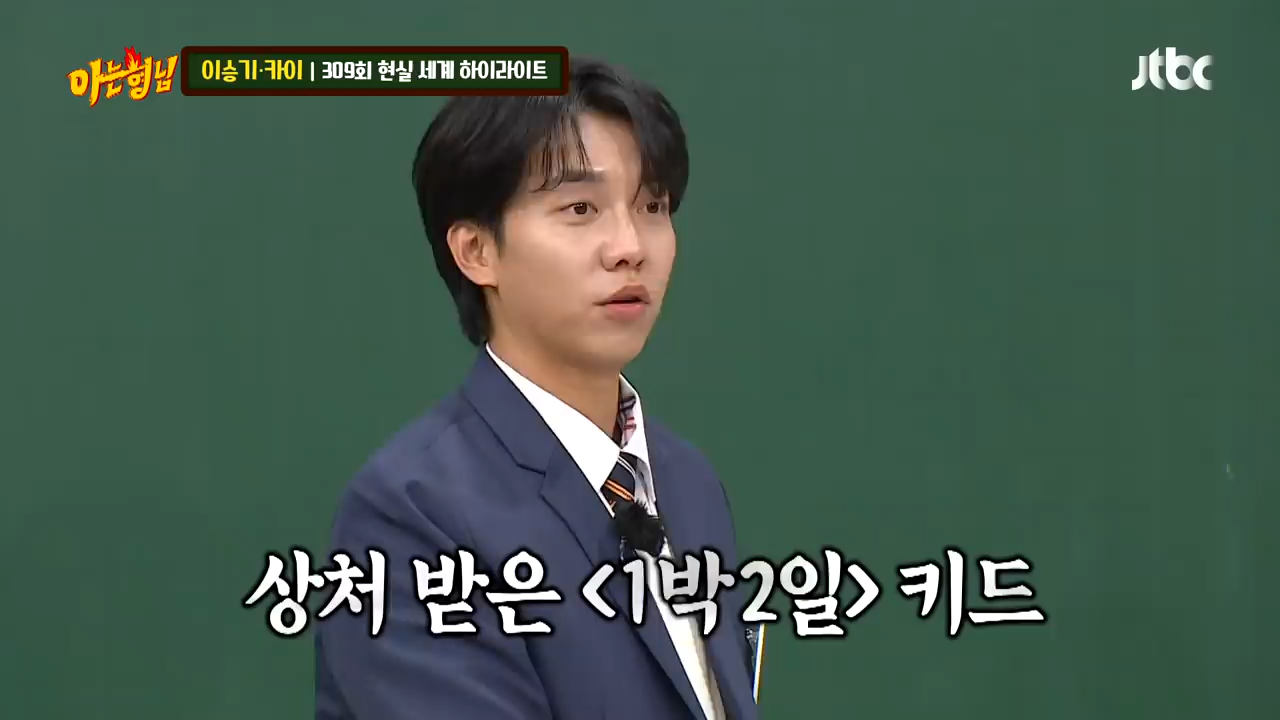 아는형님
이승기·카이 | 309회 현실 세계 하이라이트
jtbc
상처 받은 <1박 2일> 키드